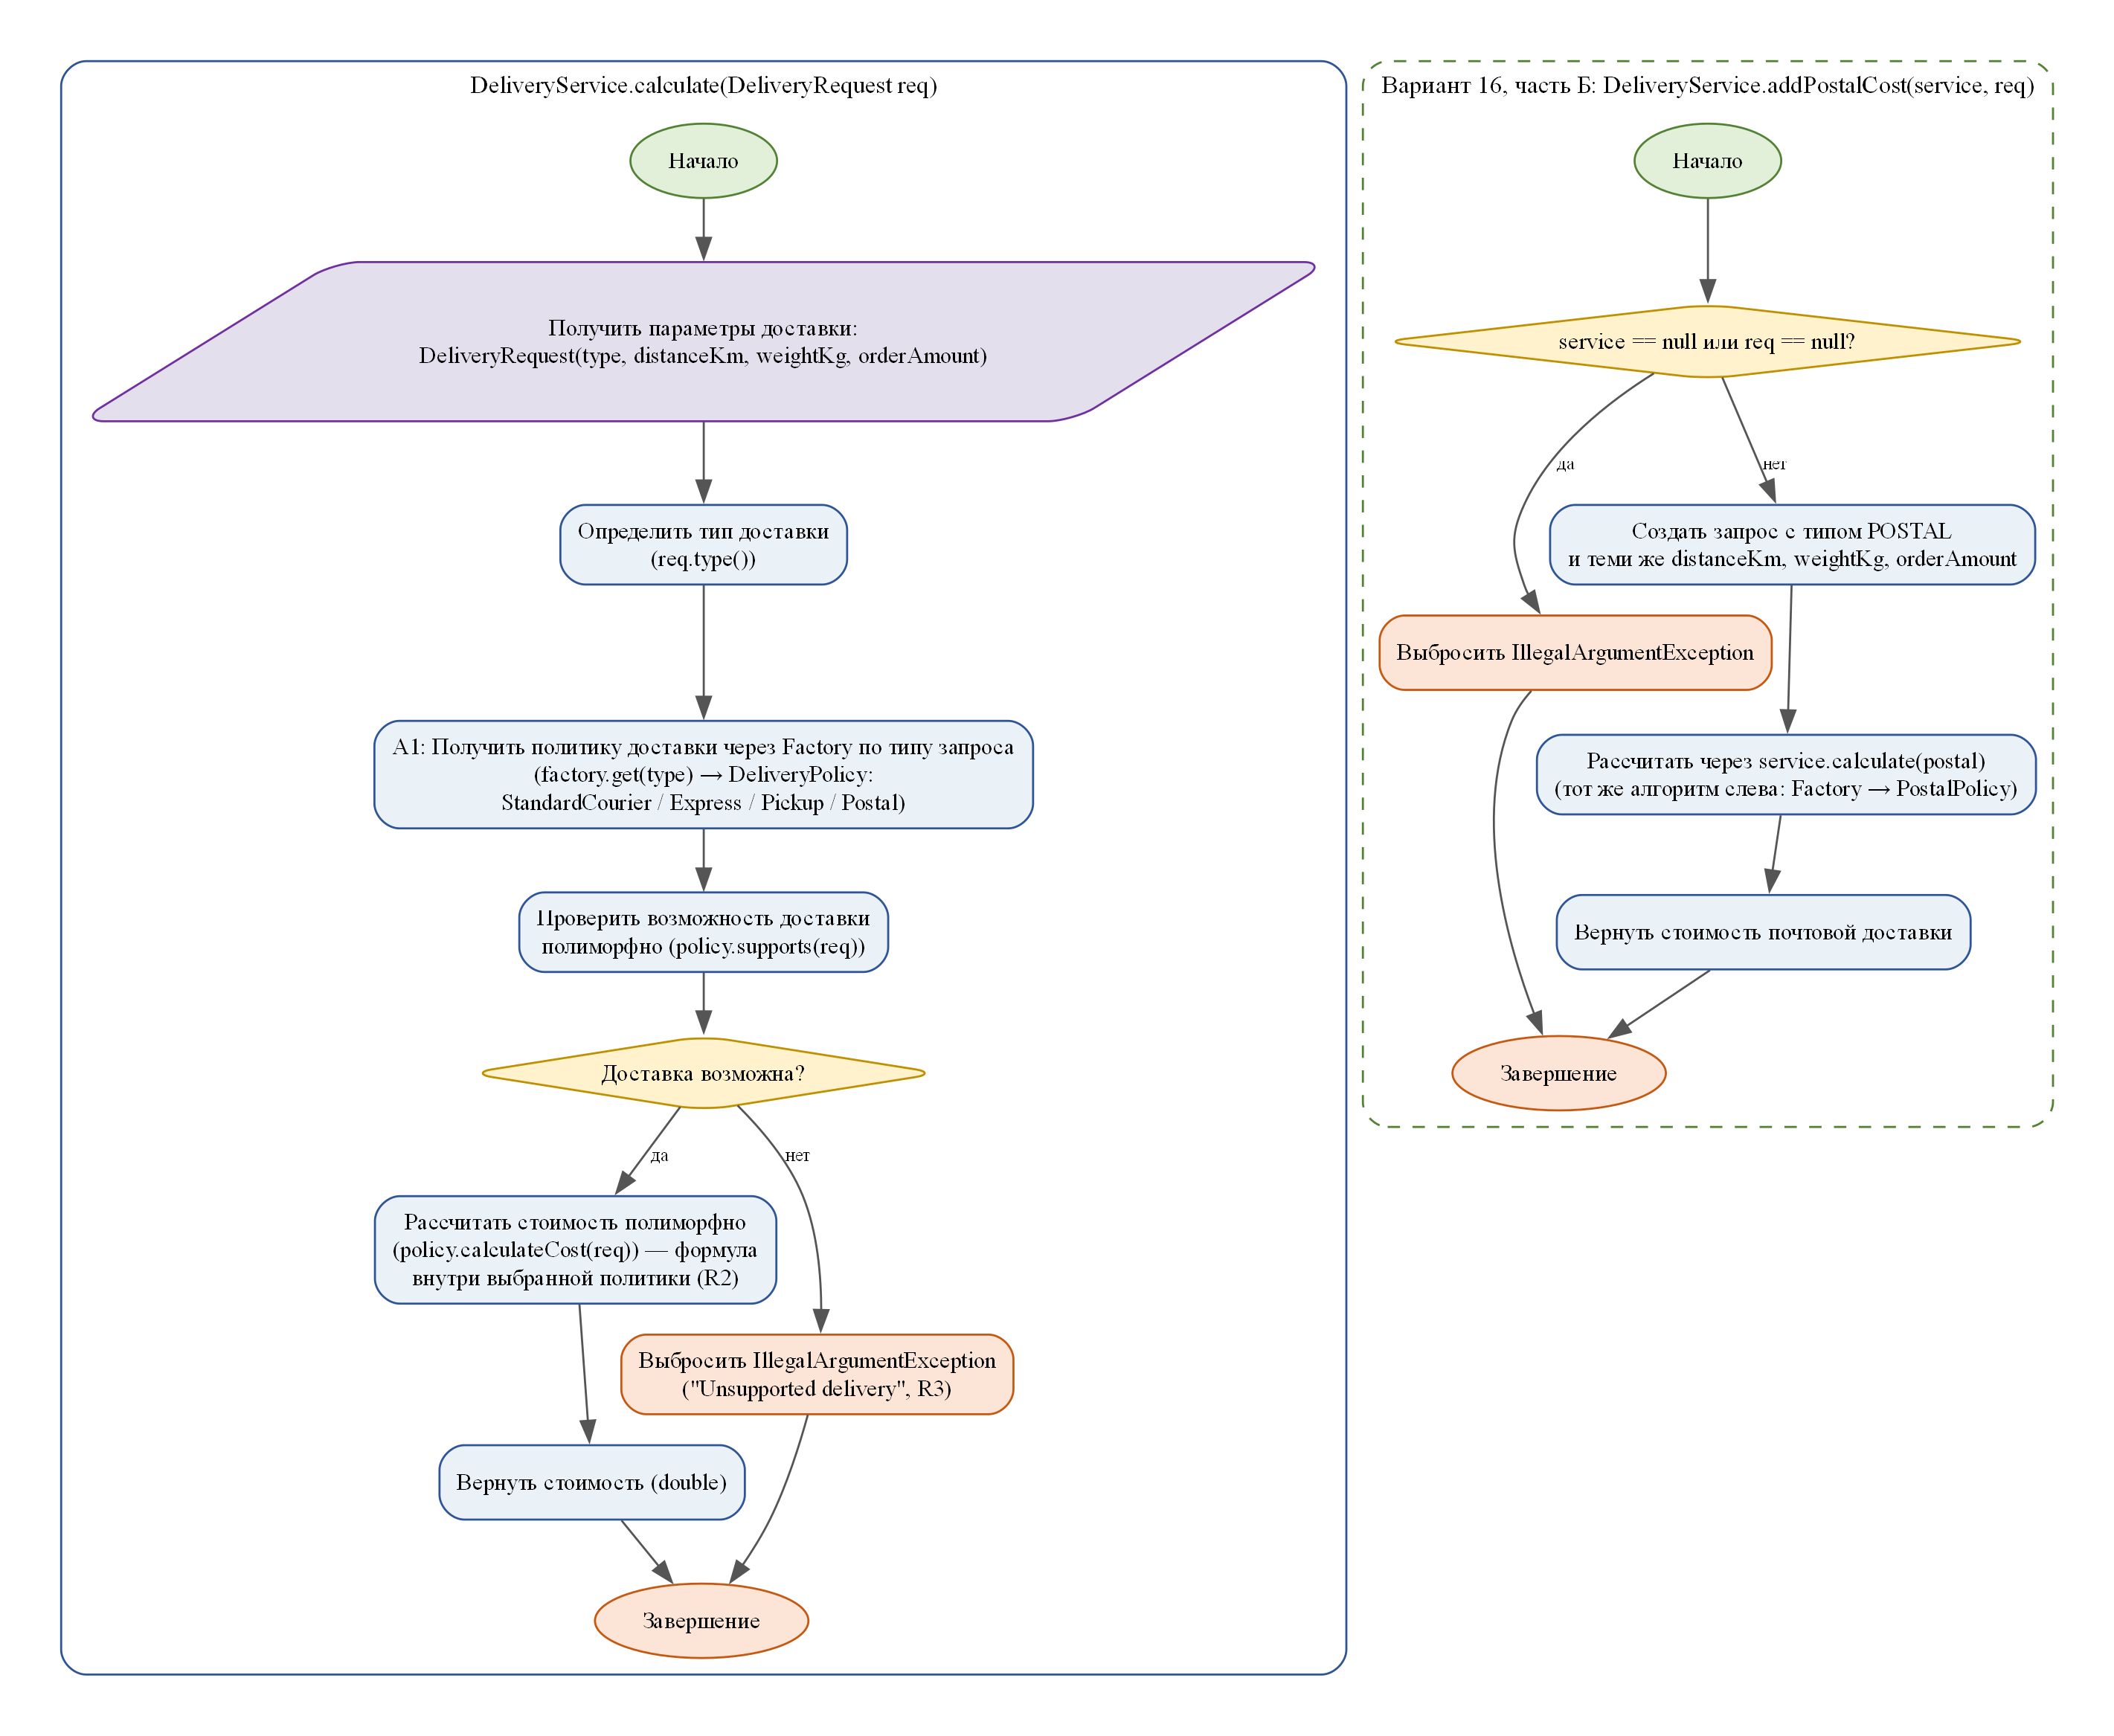 DeliveryService.calculate(DeliveryRequest req)
Начало
Получить параметры доставки:
DeliveryRequest(type, distanceKm, weightKg, orderAmount)
Определить тип доставки
(req.type())
A1: Получить политику доставки через Factory по типу запроса
(factory.get(type) → DeliveryPolicy:
StandardCourier / Express / Pickup / Postal)
Проверить возможность доставки
полиморфно (policy.supports(req))
Доставка возможна?
да
нет
Рассчитать стоимость полиморфно
(policy.calculateCost(req)) — формула
внутри выбранной политики (R2)
Выбросить IllegalArgumentException
("Unsupported delivery", R3)
Вернуть стоимость (double)
Завершение
Вариант 16, часть Б: DeliveryService.addPostalCost(service, req)
Начало
service == null или req == null?
да
нет
Создать запрос с типом POSTAL
и теми же distanceKm, weightKg, orderAmount
Выбросить IllegalArgumentException
Рассчитать через service.calculate(postal)
(тот же алгоритм слева: Factory → PostalPolicy)
Вернуть стоимость почтовой доставки
Завершение